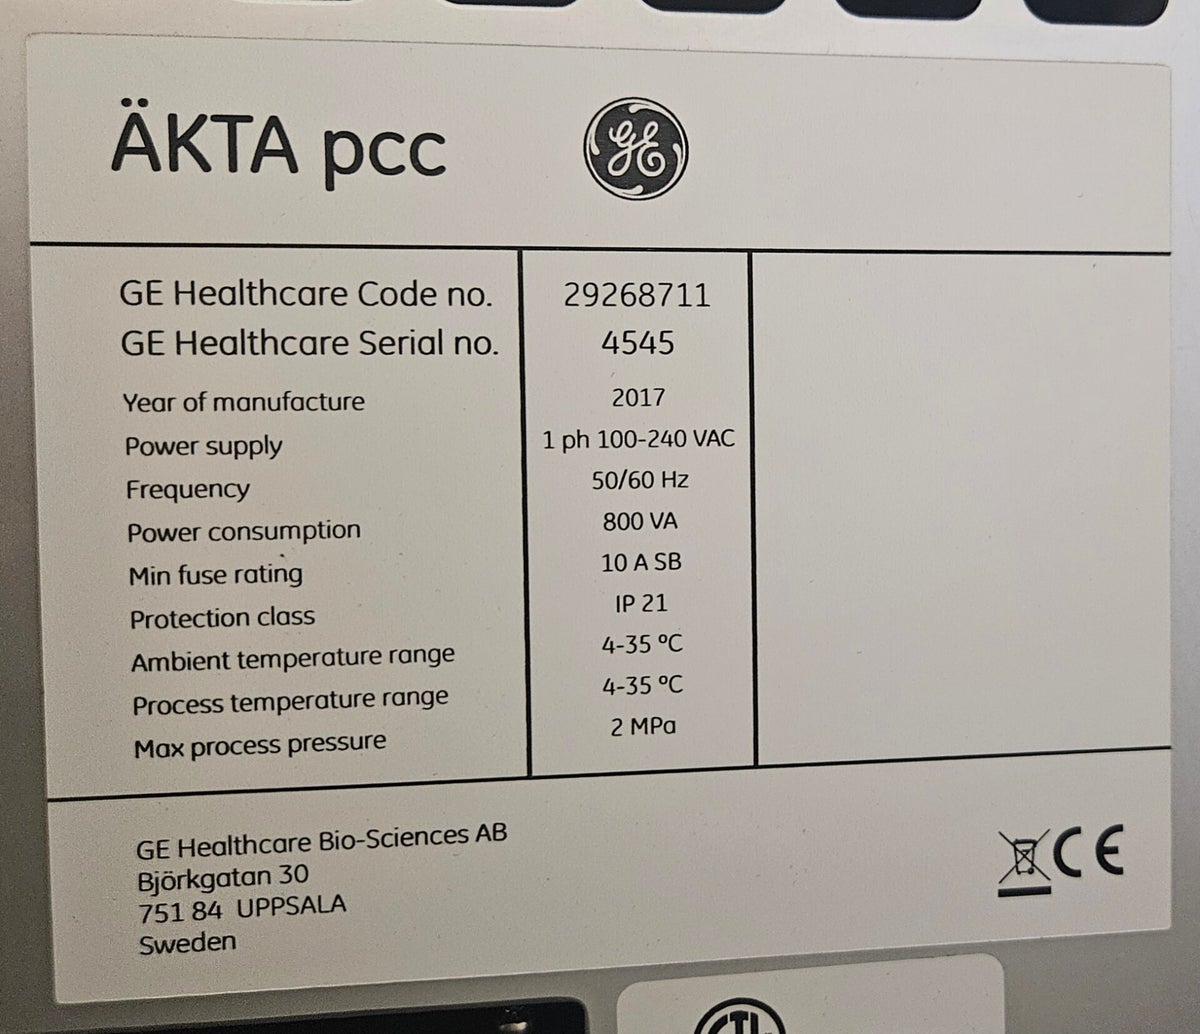 ÄKTA pcc
GE
GE Healthcare Code no. 29268711
GE Healthcare Serial no. 4545
Year of manufacture 2017
Power supply 1 ph 100-240 VAC
Frequency 50/60 Hz
Power consumption 800 VA
Min fuse rating 10 A SB
Protection class IP 21
Ambient temperature range 4-35 ºC
Process temperature range 4-35 ºC
Max process pressure 2 MPa
GE Healthcare Bio-Sciences AB
Björkgatan 30
751 84 UPPSALA
Sweden
CE